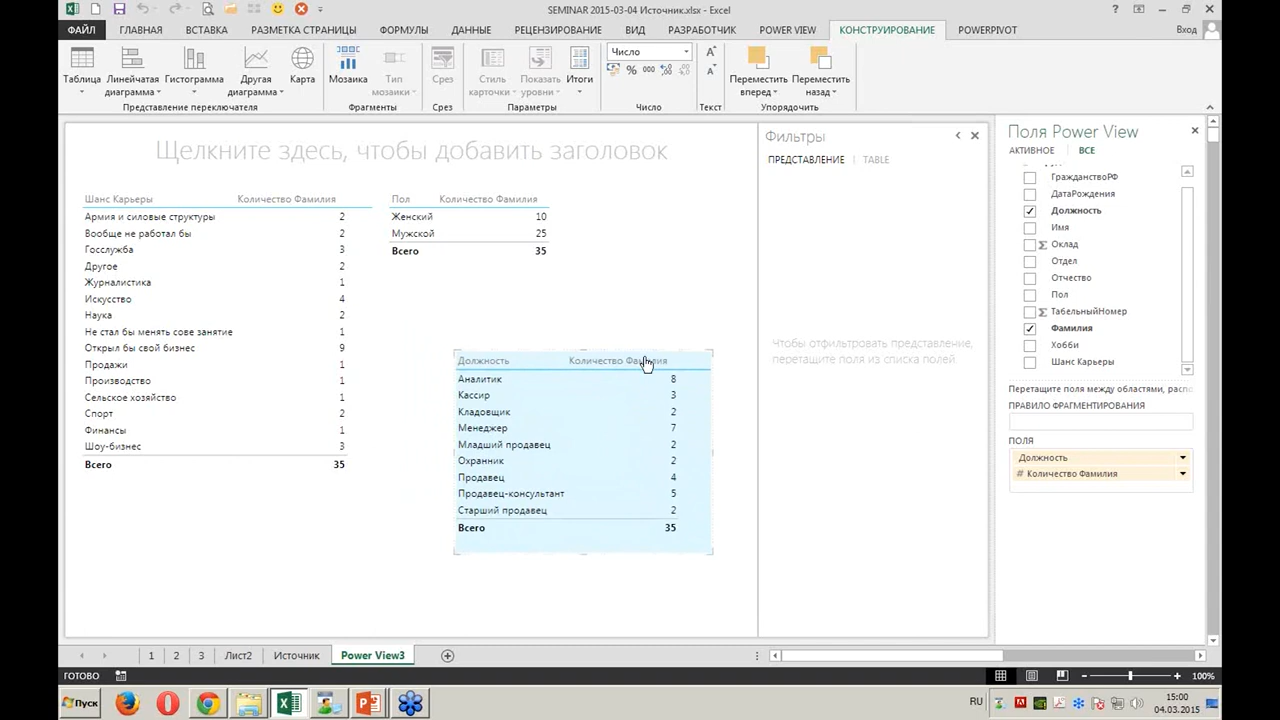 SEMINAR 2015-03-04 Источник.xlsx - Excel
ФАЙЛ ГЛАВНАЯ ВСТАВКА РАЗМЕТКА СТРАНИЦЫ ФОРМУЛЫ ДАННЫЕ РЕЦЕНЗИРОВАНИЕ ВИД РАЗРАБОТЧИК POWER VIEW КОНСТРУИРОВАНИЕ POWERPIVOT Вход
Таблица Линейчатая диаграмма Гистограмма Другая диаграмма Карта Мозаика Тип мозаики Срез Стиль карточки Показать уровни Итоги Число % 000 Переместить вперед Переместить назад
Представление переключателя Фрагменты Срез Параметры Число Текст Упорядочить
Щелкните здесь, чтобы добавить заголовок
Шанс Карьеры Количество Фамилия
Армия и силовые структуры 2
Вообще не работал бы 2
Госслужба 3
Другое 2
Журналистика 1
Искусство 4
Наука 2
Не стал бы менять сове занятие 1
Открыл бы свой бизнес 9
Продажи 1
Производство 1
Сельское хозяйство 1
Спорт 2
Финансы 1
Шоу-бизнес 3
Всего 35
Пол Количество Фамилия
Женский 10
Мужской 25
Всего 35
Должность Количество Фамилия
Аналитик 8
Кассир 3
Кладовщик 2
Менеджер 7
Младший продавец 2
Охранник 2
Продавец 4
Продавец-консультант 5
Старший продавец 2
Всего 35
Фильтры
ПРЕДСТАВЛЕНИЕ TABLE
Чтобы отфильтровать представление,
перетащите поля из списка полей.
Поля Power View
АКТИВНОЕ ВСЕ
ГражданствоРФ
ДатаРождения
Должность
Имя
Σ Оклад
Отдел
Отчество
Пол
Σ ТабельныйНомер
Фамилия
Хобби
Шанс Карьеры
Перетащите поля между областями, распо
ПРАВИЛО ФРАГМЕНТИРОВАНИЯ
ПОЛЯ
Должность
# Количество Фамилия
1 2 3 Лист2 Источник Power View3
ГОТОВО 100%
Пуск RU 15:00
04.03.2015